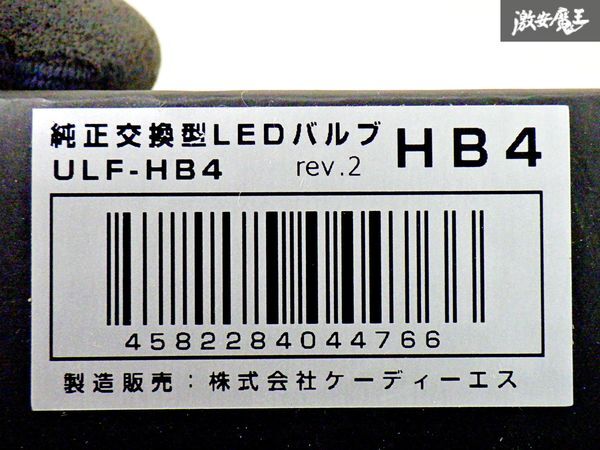 激安魔王
純正交換型LEDバルブ HB4
ULF-HB4 rev.2
4582284044766
製造販売：株式会社ケーディーエス